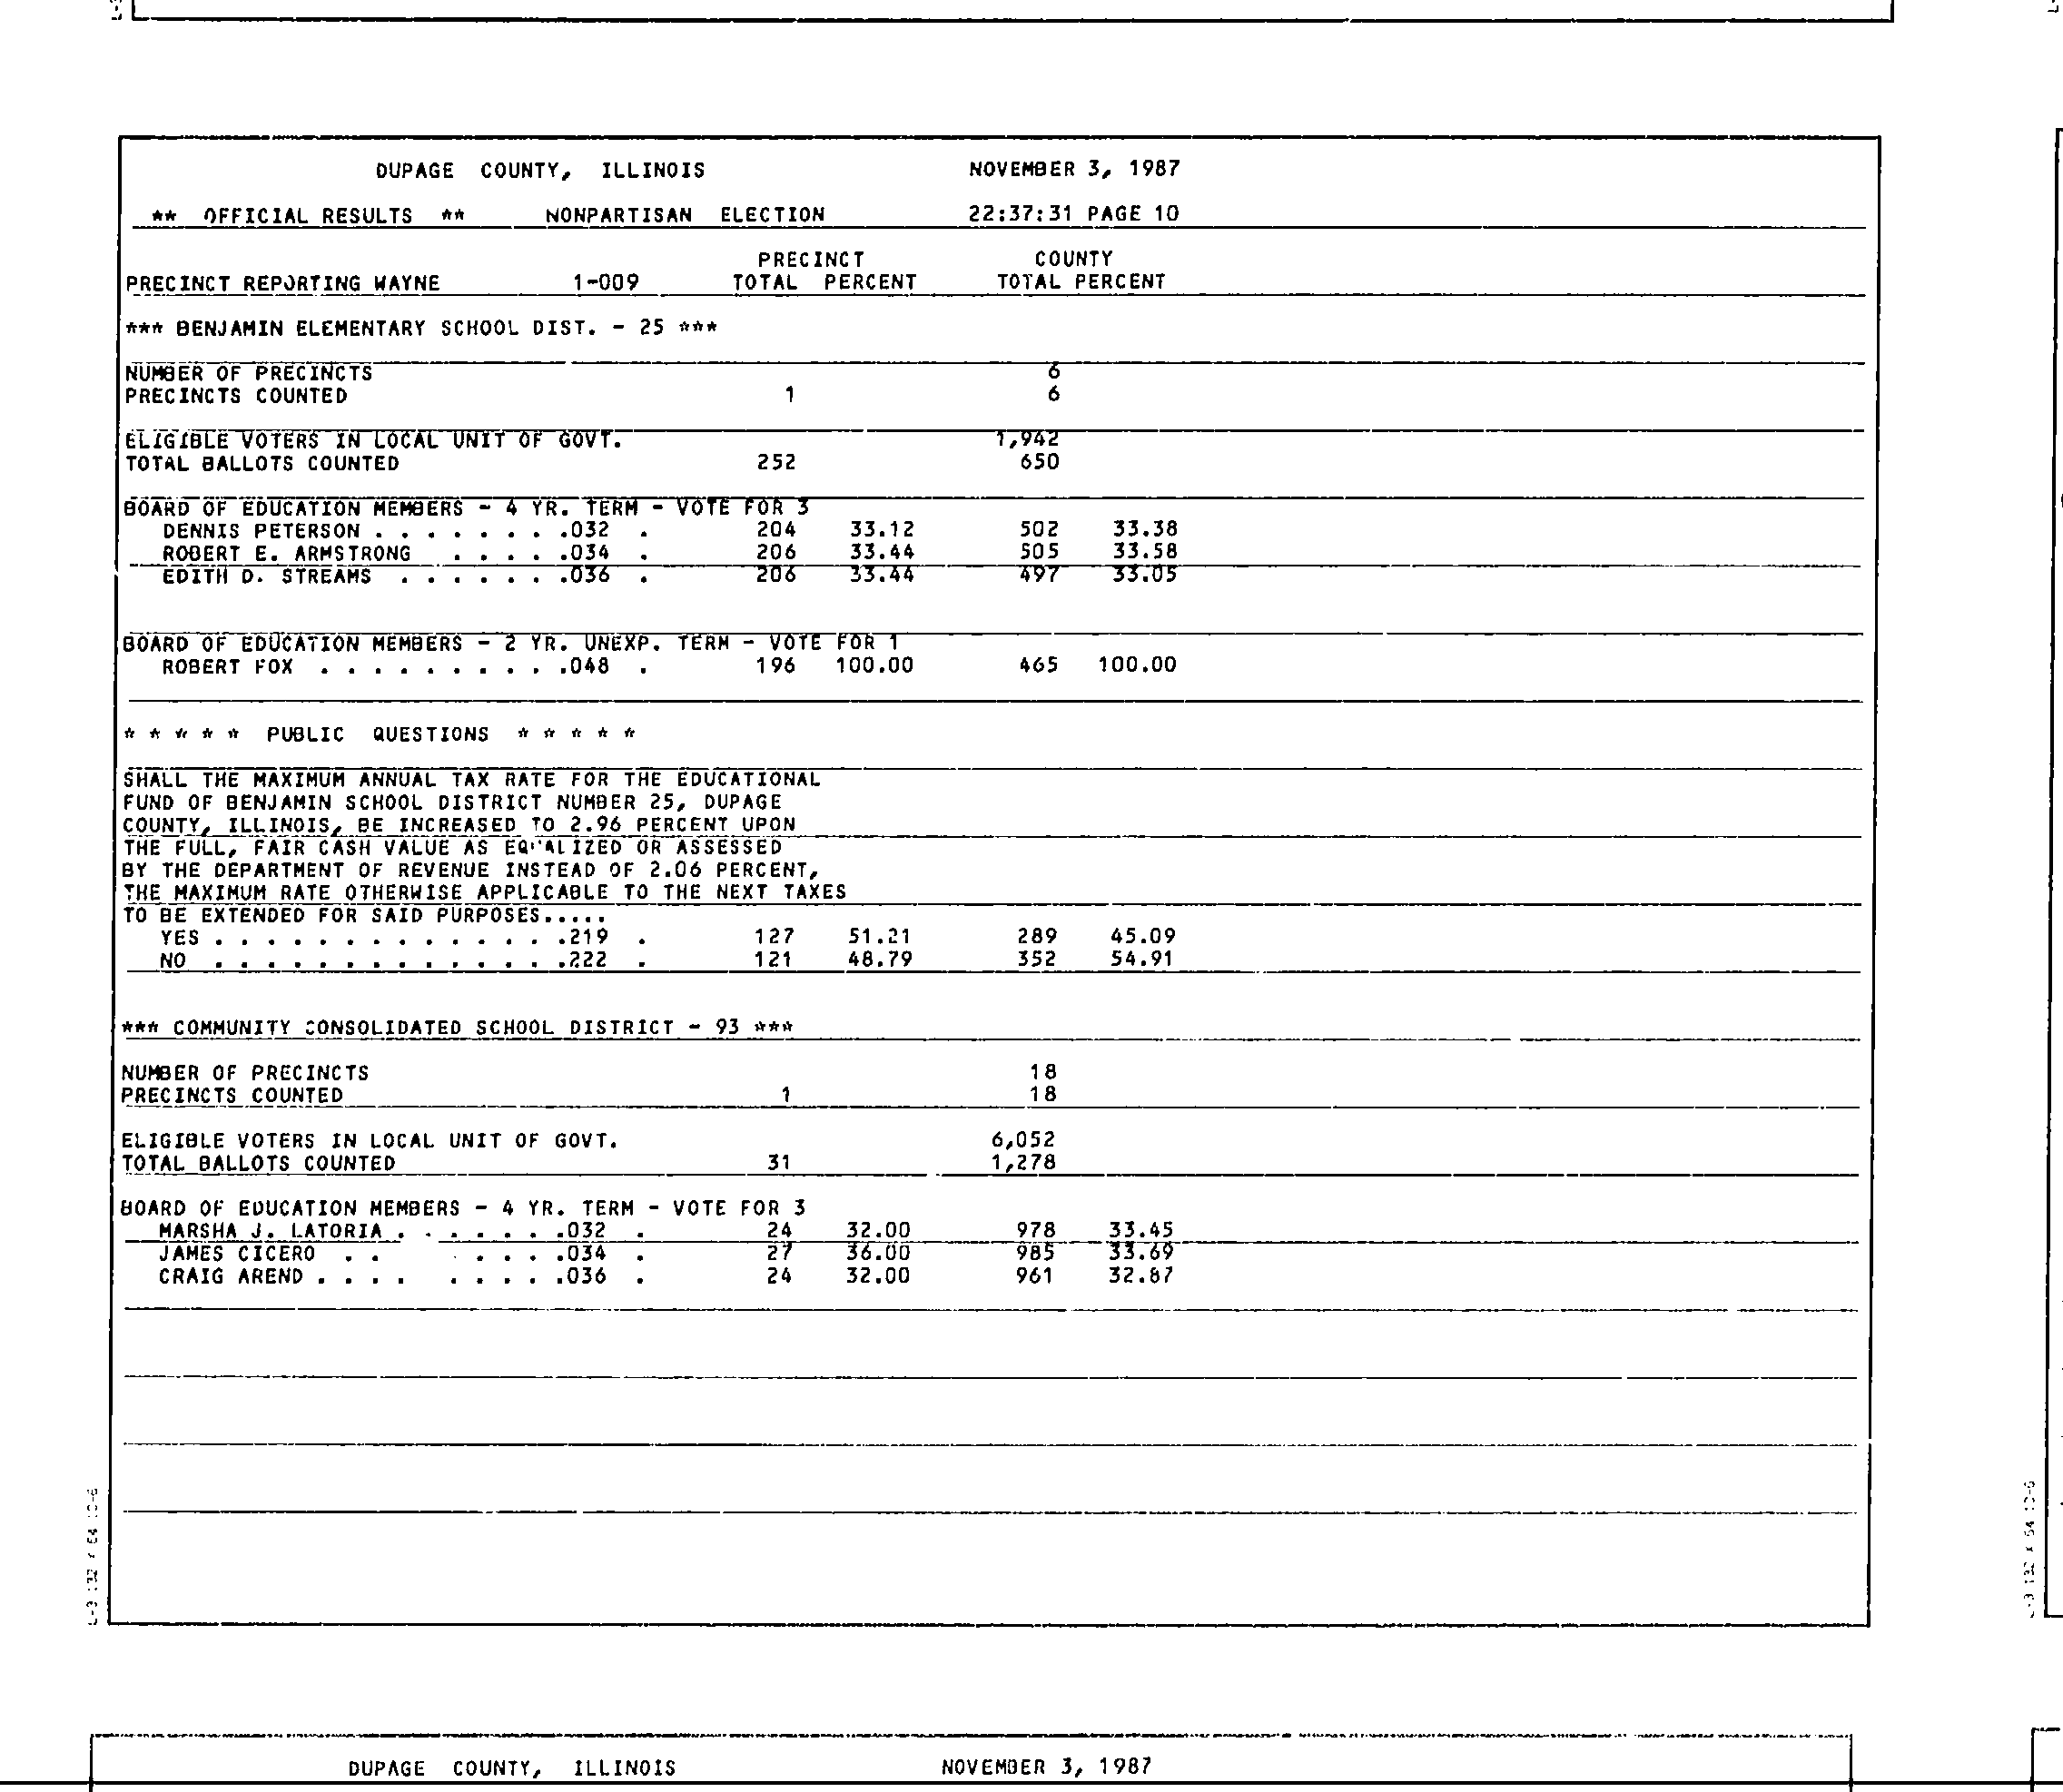 DUPAGE COUNTY, ILLINOIS NOVEMBER 3, 1987
** OFFICIAL RESULTS ** NONPARTISAN ELECTION 22:37:31 PAGE 10
PRECINCT COUNTY
PRECINCT REPORTING WAYNE 1-009 TOTAL PERCENT TOTAL PERCENT
*** BENJAMIN ELEMENTARY SCHOOL DIST. - 25 ***
NUMBER OF PRECINCTS 6
PRECINCTS COUNTED 1 6
ELIGIBLE VOTERS IN LOCAL UNIT OF GOVT. 1,942
TOTAL BALLOTS COUNTED 252 650
BOARD OF EDUCATION MEMBERS - 4 YR. TERM - VOTE FOR 3
DENNIS PETERSON . . . . . . . .032 . 204 33.12 502 33.38
ROBERT E. ARMSTRONG . . . . .034 . 206 33.44 505 33.58
EDITH D. STREAMS . . . . . . .036 . 206 33.44 497 33.05
BOARD OF EDUCATION MEMBERS - 2 YR. UNEXP. TERM - VOTE FOR 1
ROBERT FOX . . . . . . . . . .048 . 196 100.00 465 100.00
* * * * * PUBLIC QUESTIONS * * * * *
SHALL THE MAXIMUM ANNUAL TAX RATE FOR THE EDUCATIONAL
FUND OF BENJAMIN SCHOOL DISTRICT NUMBER 25, DUPAGE
COUNTY, ILLINOIS, BE INCREASED TO 2.96 PERCENT UPON
THE FULL, FAIR CASH VALUE AS EQUALIZED OR ASSESSED
BY THE DEPARTMENT OF REVENUE INSTEAD OF 2.06 PERCENT,
THE MAXIMUM RATE OTHERWISE APPLICABLE TO THE NEXT TAXES
TO BE EXTENDED FOR SAID PURPOSES.....
YES . . . . . . . . . . . . . .219 . 127 51.21 289 45.09
NO . . . . . . . . . . . . . .222 . 121 48.79 352 54.91
*** COMMUNITY CONSOLIDATED SCHOOL DISTRICT - 93 ***
NUMBER OF PRECINCTS 18
PRECINCTS COUNTED 1 18
ELIGIBLE VOTERS IN LOCAL UNIT OF GOVT. 6,052
TOTAL BALLOTS COUNTED 31 1,278
BOARD OF EDUCATION MEMBERS - 4 YR. TERM - VOTE FOR 3
MARSHA J. LATORIA . . . . . . .032 . 24 32.00 978 33.45
JAMES CICERO . . . . . . .034 . 27 36.00 985 33.69
CRAIG AREND . . . . . . . . .036 . 24 32.00 961 32.87
DUPAGE COUNTY, ILLINOIS NOVEMBER 3, 1987